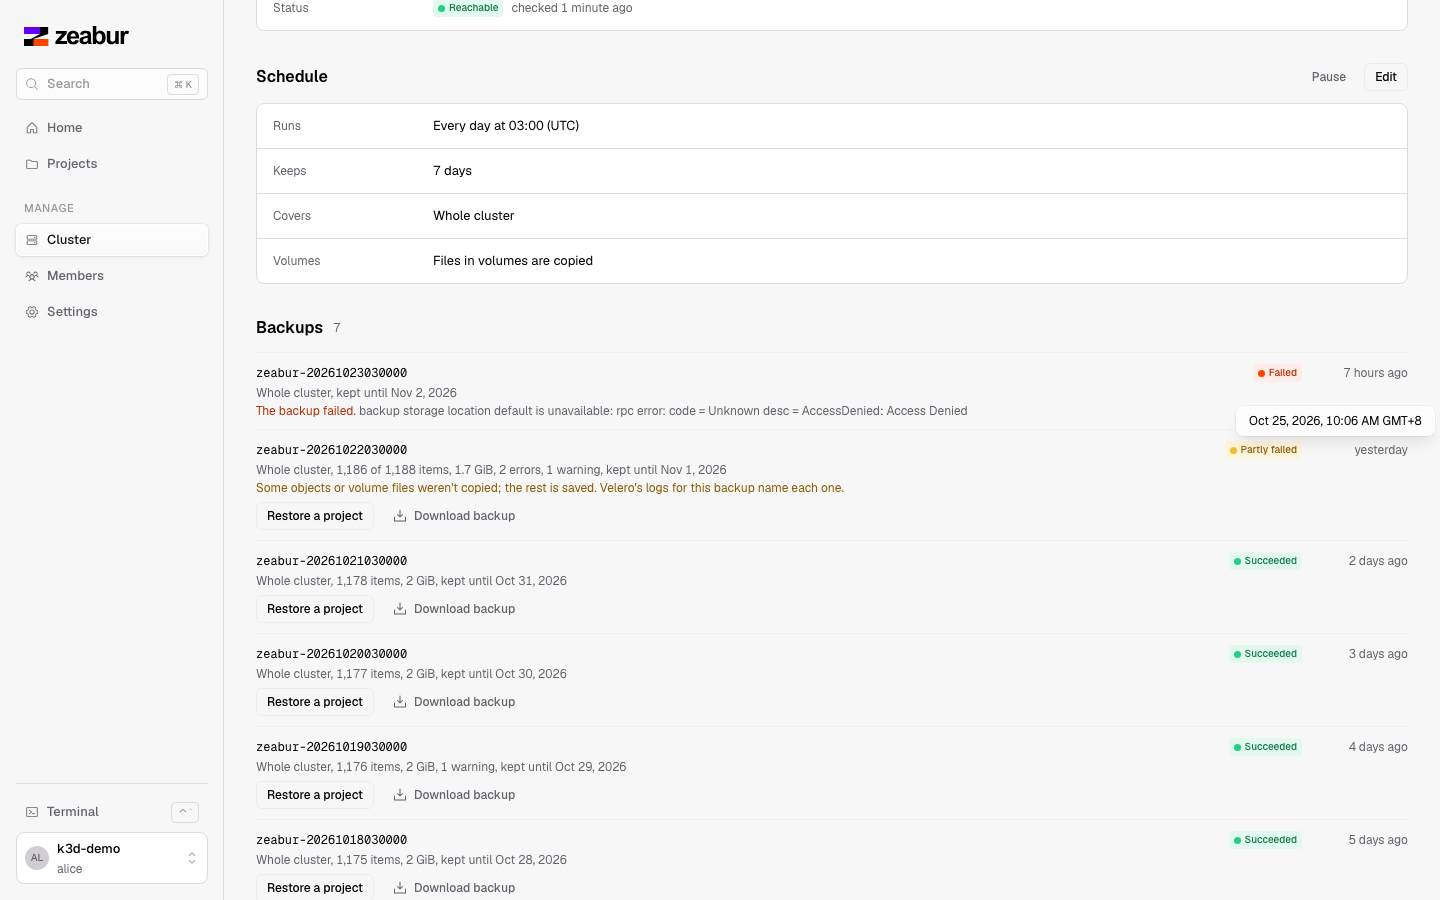 zeabur
Search ⌘ K
Home
Projects
MANAGE
Cluster
Members
Settings
Terminal ⌃ `
AL k3d-demo
alice
Status Reachable checked 1 minute ago
Schedule Pause Edit
Runs Every day at 03:00 (UTC)
Keeps 7 days
Covers Whole cluster
Volumes Files in volumes are copied
Backups 7
zeabur-20261023030000 Failed 7 hours ago
Whole cluster, kept until Nov 2, 2026
The backup failed. backup storage location default is unavailable: rpc error: code = Unknown desc = AccessDenied: Access Denied
Oct 25, 2026, 10:06 AM GMT+8
zeabur-20261022030000 Partly failed yesterday
Whole cluster, 1,186 of 1,188 items, 1.7 GiB, 2 errors, 1 warning, kept until Nov 1, 2026
Some objects or volume files weren't copied; the rest is saved. Velero's logs for this backup name each one.
Restore a project Download backup
zeabur-20261021030000 Succeeded 2 days ago
Whole cluster, 1,178 items, 2 GiB, kept until Oct 31, 2026
Restore a project Download backup
zeabur-20261020030000 Succeeded 3 days ago
Whole cluster, 1,177 items, 2 GiB, kept until Oct 30, 2026
Restore a project Download backup
zeabur-20261019030000 Succeeded 4 days ago
Whole cluster, 1,176 items, 2 GiB, 1 warning, kept until Oct 29, 2026
Restore a project Download backup
zeabur-20261018030000 Succeeded 5 days ago
Whole cluster, 1,175 items, 2 GiB, kept until Oct 28, 2026
Restore a project Download backup